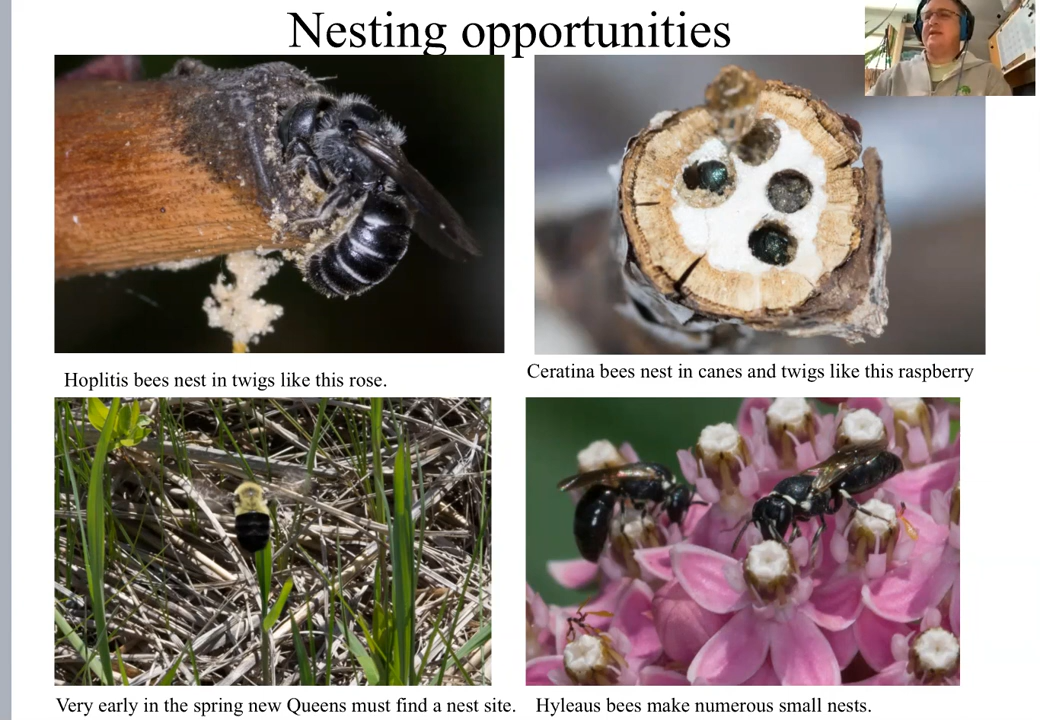 Nesting opportunities
Hoplitis bees nest in twigs like this rose.
Ceratina bees nest in canes and twigs like this raspberry
Very early in the spring new Queens must find a nest site.
Hyleaus bees make numerous small nests.